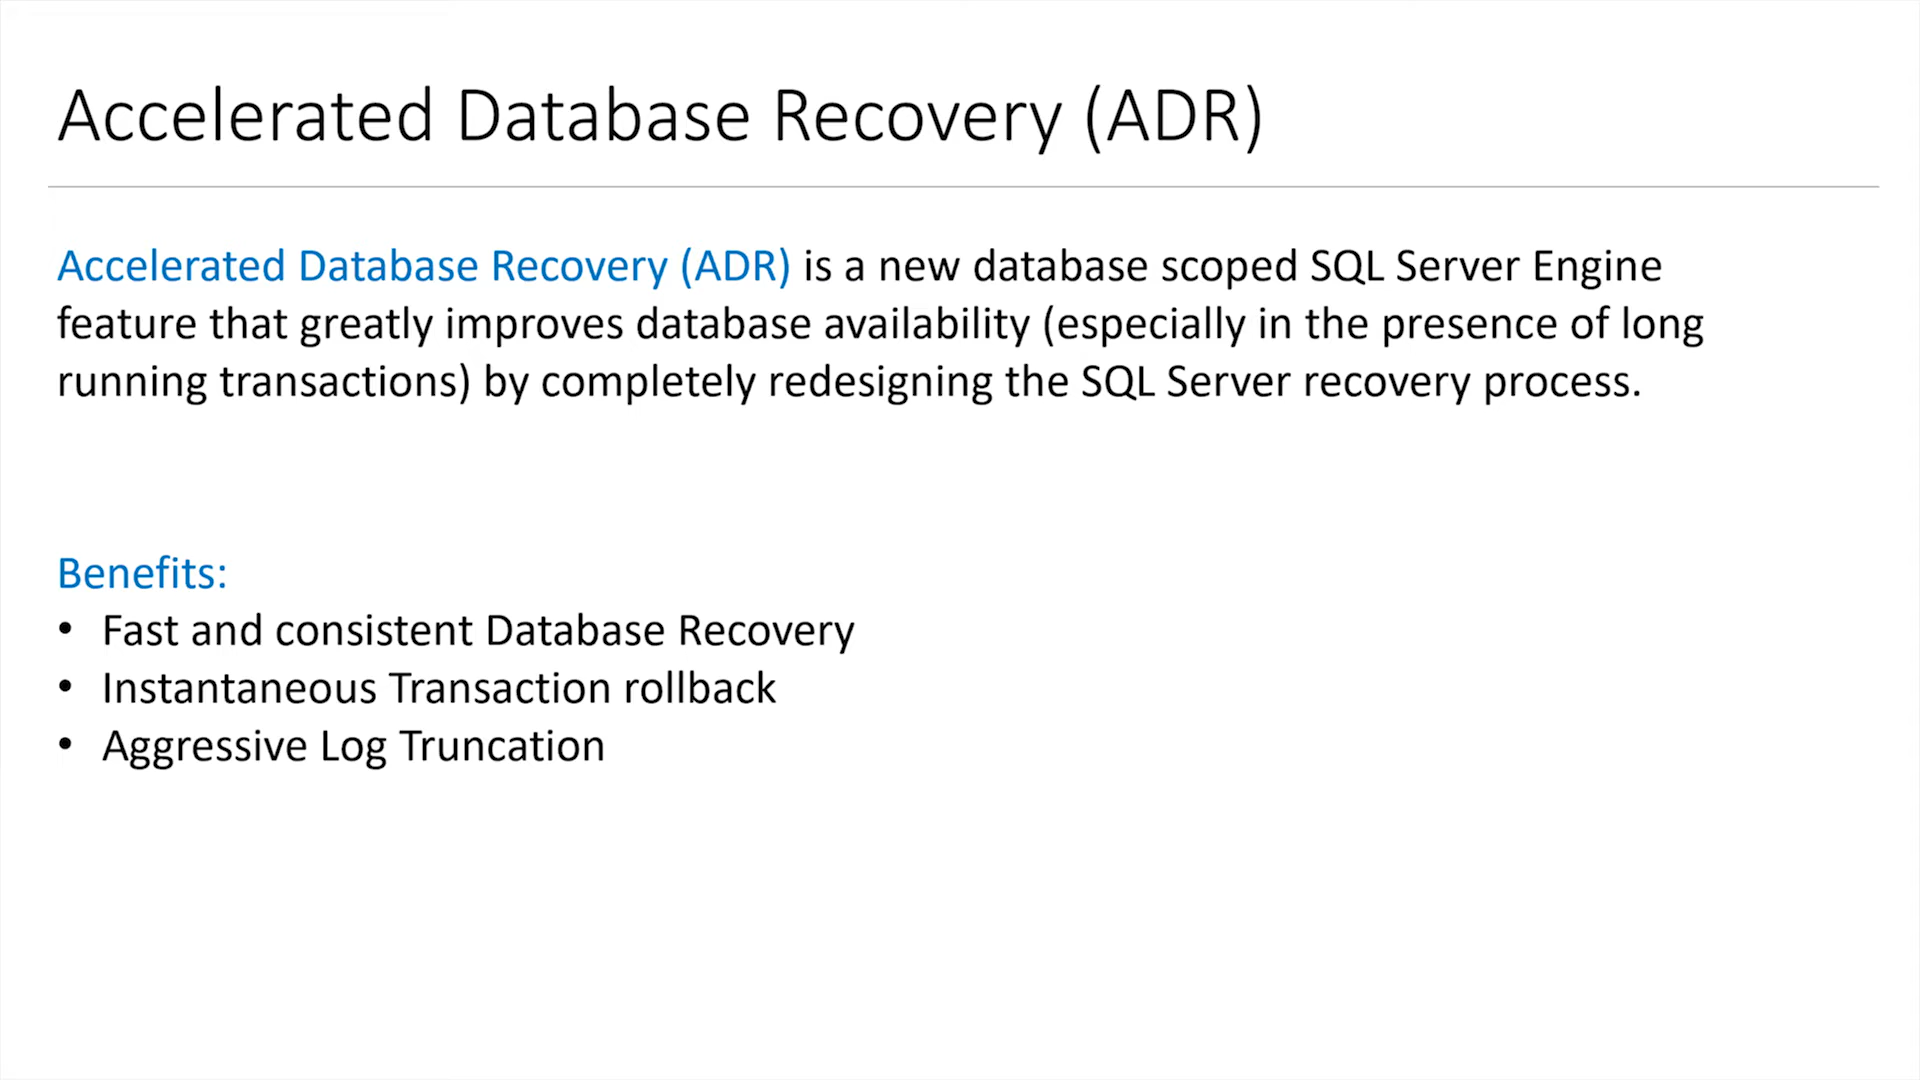 Accelerated Database Recovery (ADR)
Accelerated Database Recovery (ADR) is a new database scoped SQL Server Engine
feature that greatly improves database availability (especially in the presence of long
running transactions) by completely redesigning the SQL Server recovery process.
Benefits:
• Fast and consistent Database Recovery
• Instantaneous Transaction rollback
• Aggressive Log Truncation